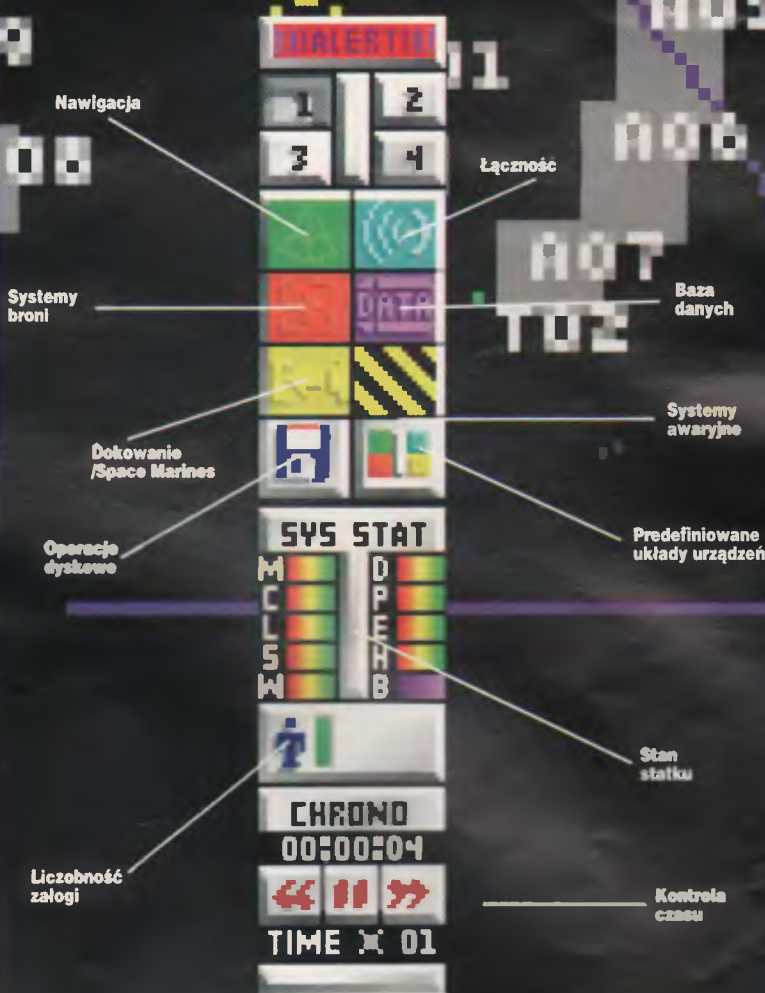 !!ALERT!!
01
1
2
3
4
Nawigacja
Łączność
A06
A07
T02
Systemy
broni
DATA
Baza
danych
Systemy
awaryjne
Dokowanie
/Space Marines
Operacje
dyskowe
Predefiniowane
układy urządzeń
SYS STAT
M D
C P
L E
S H
W B
Stan
statku
CHRONO
00:00:04
Liczobność
załogi
Kontrola
czasu
TIME X 01